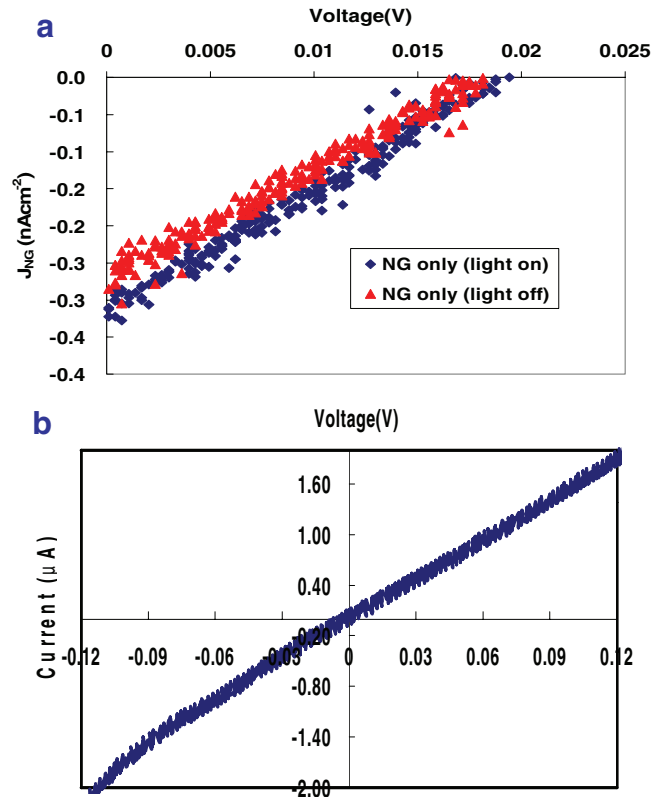 a
Voltage(V)
0 0.005 0.010 0.015 0.020 0.025
0.0
-0.1
-0.1
-0.2
-0.2
-0.3
-0.3
-0.4
-0.4
J_NG (nAcm⁻²)
NG only (light on)
NG only (light off)
b
Voltage(V)
Current (μA)
1.60
1.00
0.40
-0.20
-0.12 -0.09 -0.06 -0.03 0 0.03 0.06 0.09 0.12
-0.80
-1.40
-2.00